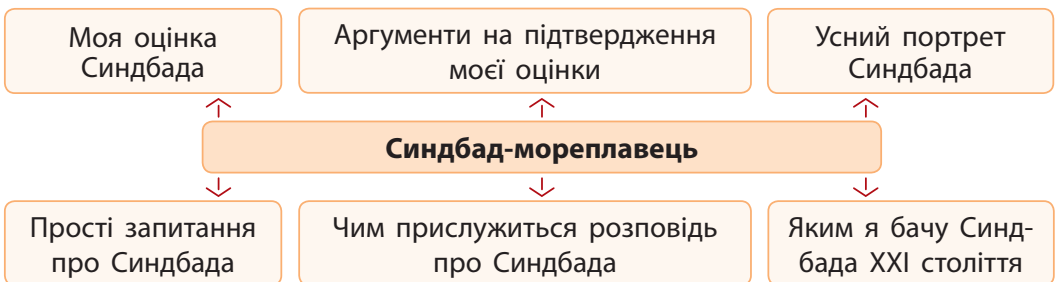 Моя оцінка
Синдбада
Аргументи на підтвердження
моєї оцінки
Усний портрет
Синдбада
Синдбад-мореплавець
Прості запитання
про Синдбада
Чим прислужиться розповідь
про Синдбада
Яким я бачу Синд-
бада ХХІ століття